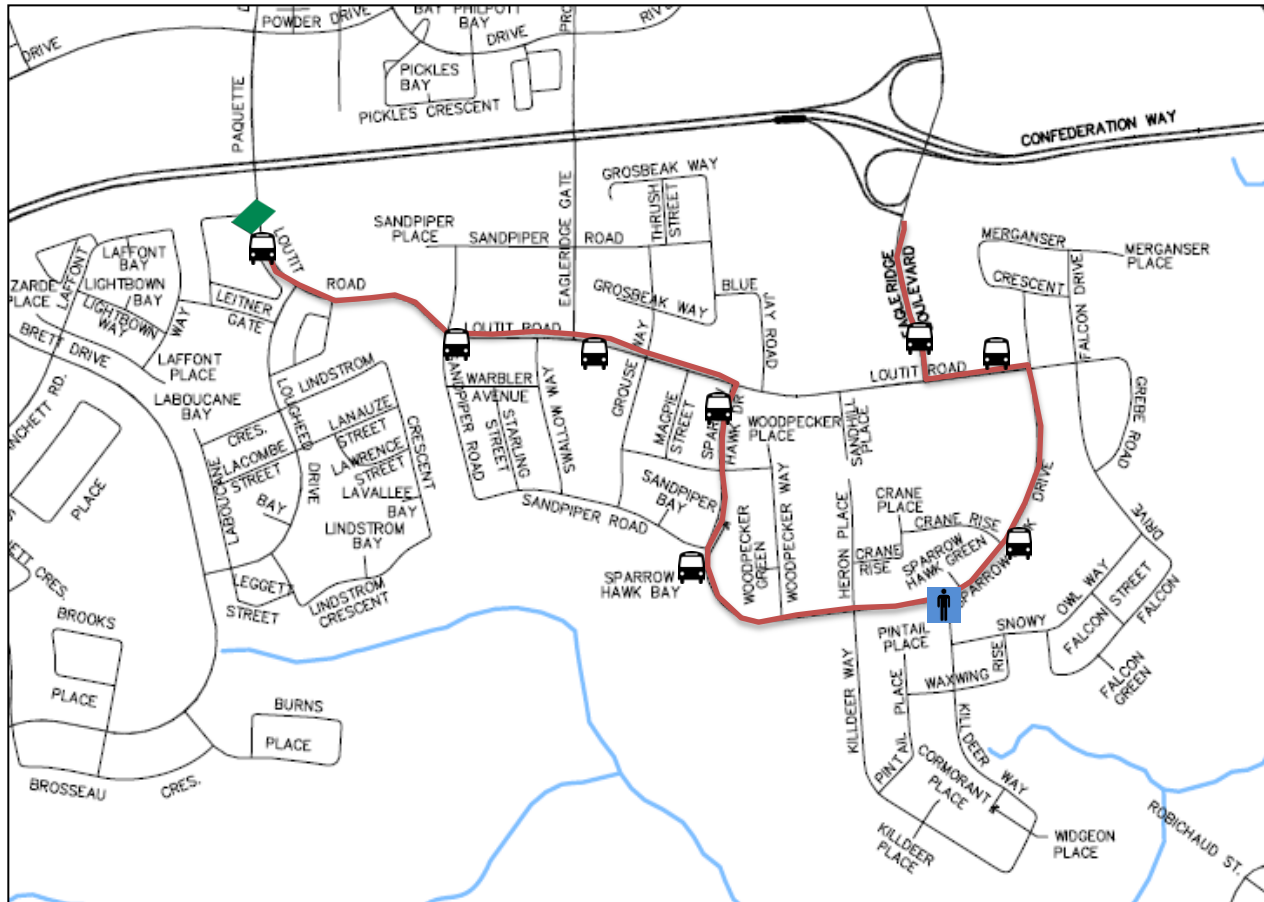 POWDER DRIVE
BAY PHILPOTT
BAY
DRIVE
DRIVE
PICKLES
BAY
PICKLES CRESCENT
PAQUETTE
CONFEDERATION WAY
GROSBEAK WAY
THRUSH
STREET
EAGLERIDGE GATE
SANDPIPER
PLACE
SANDPIPER ROAD
LOUTIT
ROAD
MERGANSER
CRESCENT
MERGANSER
PLACE
FALCON DRIVE
LAFFONT
LAFFONT
BAY
LIGHTBOWN
BAY
LIGHTBOWN
WAY
WAY
ZARDE
PLACE
BRETT DRIVE
LEITNER
GATE
LAFFONT
PLACE
GROSBEAK WAY
BLUE
JAY ROAD
BOULEVARD
LOUTIT ROAD
LOUTIT ROAD
LABOUCANE
BAY
LINDSTROM
LOUGHEED
DRIVE
LANAUZE
STREET
CRES.
LACOMBE
STREET
LAWRENCE
STREET
CRESCENT
LAVALLEE
BAY
LABOUCANE
BAY
LINDSTROM
BAY
LEGGETT
STREET
LINDSTROM
CRESCENT
WARBLER
AVENUE
SANDPIPER ROAD
STARLING
STREET
SWALLOW WAY
GROUSE WAY
MAGPIE
STREET
HAWK DR
WOODPECKER
PLACE
SANDHILL
PLACE
GREBE ROAD
PLACE
SANDPIPER ROAD
SANDPIPER
BAY
WOODPECKER
GREEN
WOODPECKER WAY
HERON PLACE
CRANE
PLACE
CRANE RISE
CRANE
RISE
SPARROW
HAWK GREEN
DRIVE
DRIVE
SPARROW
HAWK BAY
PINTAIL
PLACE
SNOWY
OWL WAY
FALCON
STREET
FALCON
FALCON
GREEN
WAXWING
RISE
BROOKS
PLACE
BURNS
PLACE
KILLDEER WAY
PINTAIL
PLACE
KILLDEER
WAY
CORMORANT
PLACE
BROSSEAU
CRES.
CRES.
KILLDEER
PLACE
WIDGEON
PLACE
ROBICHAUD ST.